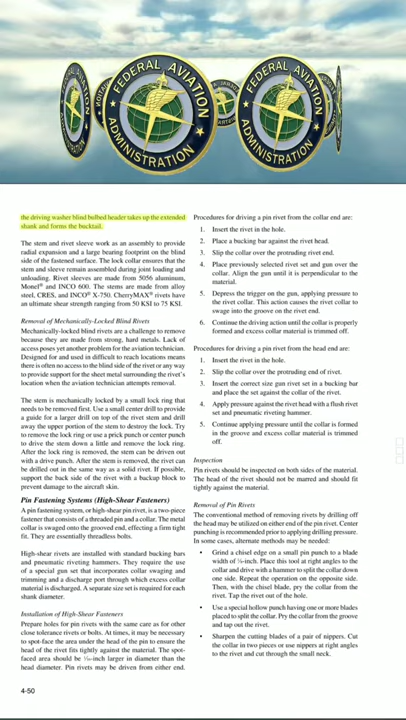 FEDERAL AVIATION
ADMINISTRATION
FEDERAL AVIATION
ADMINISTRATION
the driving washer blind bulbed header takes up the extended
shank and forms the bucktail.
The stem and rivet sleeve work as an assembly to provide
radial expansion and a large bearing footprint on the blind
side of the fastened surface. The lock collar ensures that the
stem and sleeve remain assembled during joint loading and
unloading. Rivet sleeves are made from 5056 aluminum,
Monel® and INCO 600. The stems are made from alloy
steel, CRES, and INCO® X-750. CherryMAX® rivets have
an ultimate shear strength ranging from 50 KSI to 75 KSI.
Removal of Mechanically-Locked Blind Rivets
Mechanically-locked blind rivets are a challenge to remove
because they are made from strong, hard metals. Lack of
access poses yet another problem for the aviation technician.
Designed for and used in difficult to reach locations means
there is often no access to the blind side of the rivet or any way
to provide support for the sheet metal surrounding the rivet's
location when the aviation technician attempts removal.
The stem is mechanically locked by a small lock ring that
needs to be removed first. Use a small center drill to provide
a guide for a larger drill on top of the rivet stem and drill
away the upper portion of the stem to destroy the lock. Try
to remove the lock ring or use a prick punch or center punch
to drive the stem down a little and remove the lock ring.
After the lock ring is removed, the stem can be driven out
with a drive punch. After the stem is removed, the rivet can
be drilled out in the same way as a solid rivet. If possible,
support the back side of the rivet with a backup block to
prevent damage to the aircraft skin.
Pin Fastening Systems (High-Shear Fasteners)
A pin fastening system, or high-shear pin rivet, is a two-piece
fastener that consists of a threaded pin and a collar. The metal
collar is swaged onto the grooved end, effecting a firm tight
fit. They are essentially threadless bolts.
High-shear rivets are installed with standard bucking bars
and pneumatic riveting hammers. They require the use
of a special gun set that incorporates collar swaging and
trimming and a discharge port through which excess collar
material is discharged. A separate size set is required for each
shank diameter.
Installation of High-Shear Fasteners
Prepare holes for pin rivets with the same care as for other
close tolerance rivets or bolts. At times, it may be necessary
to spot-face the area under the head of the pin to ensure the
head of the rivet fits tightly against the material. The spot-
faced area should be -inch larger in diameter than the
head diameter. Pin rivets may be driven from either end.
4-50
Procedures for driving a pin rivet from the collar end are:
1. Insert the rivet in the hole.
2. Place a bucking bar against the rivet head.
3. Slip the collar over the protruding rivet end.
4. Place previously selected rivet set and gun over the
collar. Align the gun until it is perpendicular to the
material.
5. Depress the trigger on the gun, applying pressure to
the rivet collar. This action causes the rivet collar to
swage into the groove on the rivet end.
6. Continue the driving action until the collar is properly
formed and excess collar material is trimmed off.
Procedures for driving a pin rivet from the head end are:
1. Insert the rivet in the hole.
2. Slip the collar over the protruding end of rivet.
3. Insert the correct size gun rivet set in a bucking bar
and place the set against the collar of the rivet.
4. Apply pressure against the rivet head with a flush rivet
set and pneumatic riveting hammer.
5. Continue applying pressure until the collar is formed
in the groove and excess collar material is trimmed
off.
Inspection
Pin rivets should be inspected on both sides of the material.
The head of the rivet should not be marred and should fit
tightly against the material.
Removal of Pin Rivets
The conventional method of removing rivets by drilling off
the head may be utilized on either end of the pin rivet. Center
punching is recommended prior to applying drilling pressure.
In some cases, alternate methods may be needed:
• Grind a chisel edge on a small pin punch to a blade
width of -inch. Place this tool at right angles to the
collar and drive with a hammer to split the collar down
one side. Repeat the operation on the opposite side.
Then, with the chisel blade, pry the collar from the
rivet. Tap the rivet out of the hole.
• Use a special hollow punch having one or more blades
placed to split the collar. Pry the collar from the groove
and tap out the rivet.
• Sharpen the cutting blades of a pair of nippers. Cut
the collar in two pieces or use nippers at right angles
to the rivet and cut through the small neck.